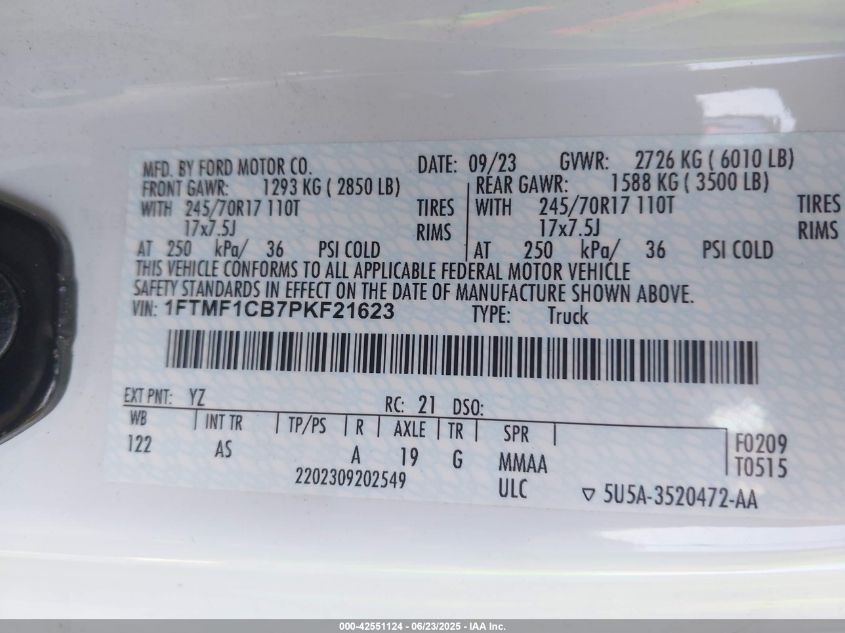 MFD. BY FORD MOTOR CO. DATE: 09/23 GVWR: 2726 KG ( 6010 LB)
FRONT GAWR: 1293 KG ( 2850 LB) REAR GAWR: 1588 KG ( 3500 LB)
WITH 245/70R17 110T TIRES WITH 245/70R17 110T TIRES
17x7.5J RIMS 17x7.5J RIMS
AT 250 kPa/ 36 PSI COLD AT 250 kPa/ 36 PSI COLD
THIS VEHICLE CONFORMS TO ALL APPLICABLE FEDERAL MOTOR VEHICLE
SAFETY STANDARDS IN EFFECT ON THE DATE OF MANUFACTURE SHOWN ABOVE.
VIN: 1FTMF1CB7PKF21623 TYPE: Truck
EXT PNT: YZ RC: 21 DSO:
WB INT TR TP/PS R AXLE TR SPR F0209
122 AS A 19 G MMAA T0515
2202309202549 ULC ▽ 5U5A-3520472-AA
000-42551124 - 06/23/2025 - IAA Inc.